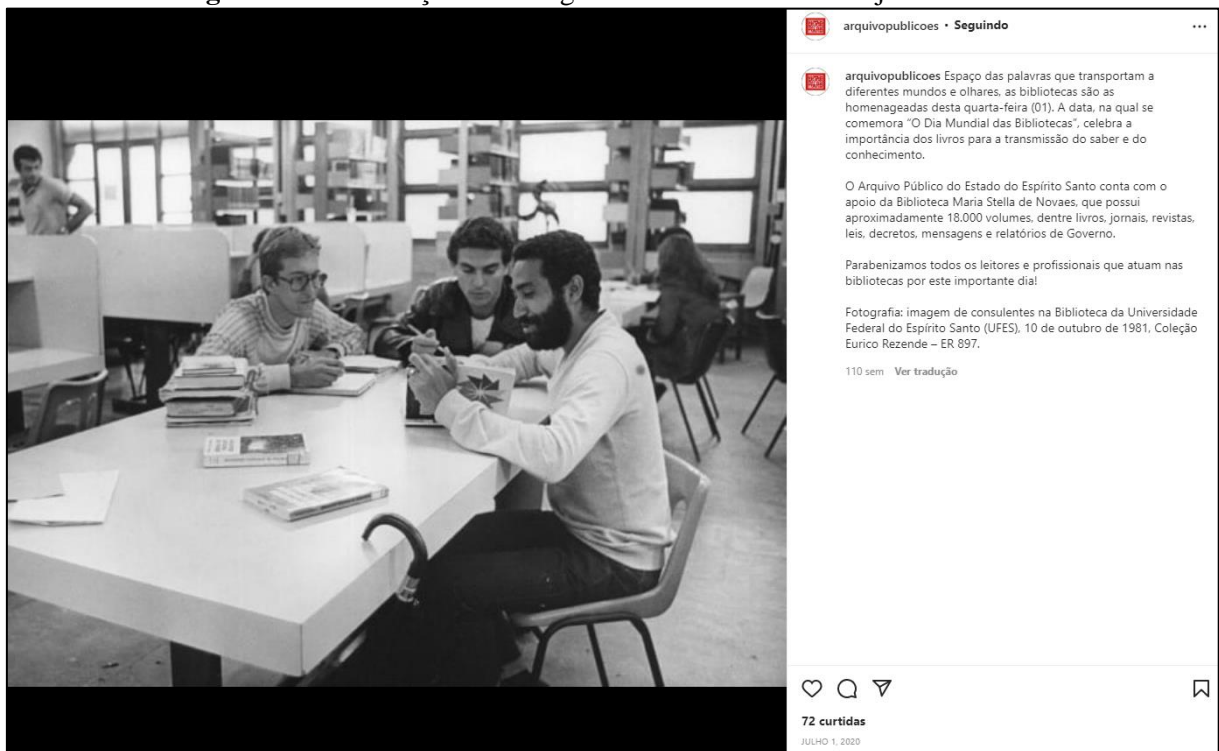 arquivopublicoes • Seguindo
arquivopublicoes Espaço das palavras que transportam a
diferentes mundos e olhares, as bibliotecas são as
homenageadas desta quarta-feira (01). A data, na qual se
comemora "O Dia Mundial das Bibliotecas", celebra a
importância dos livros para a transmissão do saber e do
conhecimento.
O Arquivo Público do Estado do Espírito Santo conta com o
apoio da Biblioteca Maria Stella de Novaes, que possui
aproximadamente 18.000 volumes, dentre livros, jornais, revistas,
leis, decretos, mensagens e relatórios de Governo.
Parabenizamos todos os leitores e profissionais que atuam nas
bibliotecas por este importante dia!
Fotografia: imagem de consulentes na Biblioteca da Universidade
Federal do Espírito Santo (UFES), 10 de outubro de 1981, Coleção
Eurico Rezende – ER 897.
110 sem Ver tradução
72 curtidas
JULHO 1, 2020